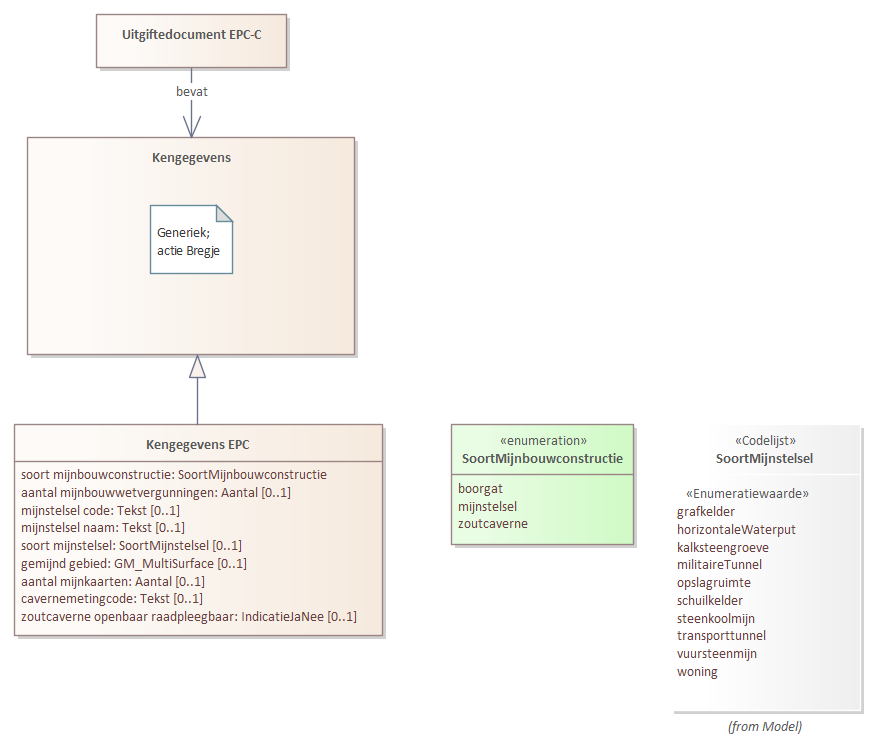 Uitgiftedocument EPC-C
bevat
Kengegevens
Generiek;
actie Bregje
Kengegevens EPC
soort mijnbouwconstructie: SoortMijnbouwconstructie
aantal mijnbouwwetvergunningen: Aantal [0..1]
mijnstelsel code: Tekst [0..1]
mijnstelsel naam: Tekst [0..1]
soort mijnstelsel: SoortMijnstelsel [0..1]
gemijnd gebied: GM_MultiSurface [0..1]
aantal mijnkaarten: Aantal [0..1]
cavernemetingcode: Tekst [0..1]
zoutcaverne openbaar raadpleegbaar: IndicatieJaNee [0..1]
«enumeration»
SoortMijnbouwconstructie
boorgat
mijnstelsel
zoutcaverne
«Codelijst»
SoortMijnstelsel
«Enumeratiewaarde»
grafkelder
horizontaleWaterput
kalksteengroeve
militaireTunnel
opslagruimte
schuilkelder
steenkoolmijn
transporttunnel
vuursteenmijn
woning
(from Model)